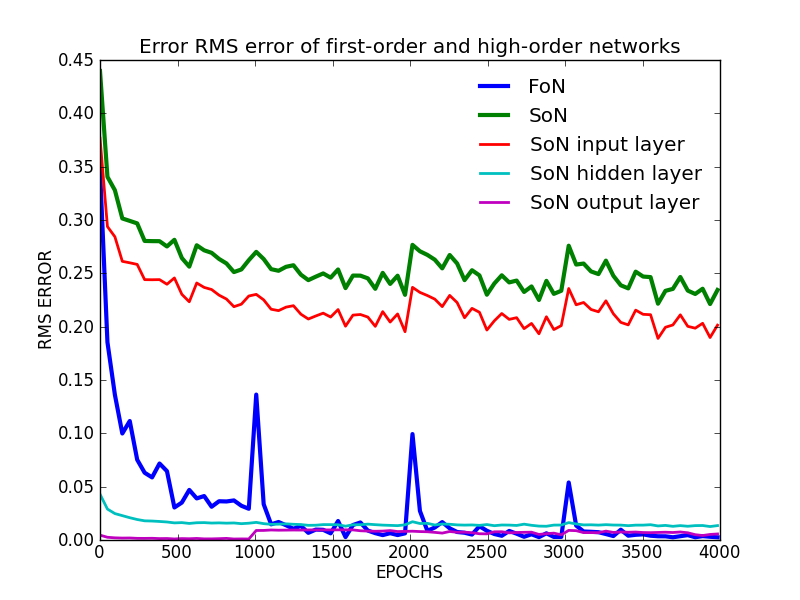 Error RMS error of first-order and high-order networks
0.45
0.40
0.35
0.30
0.25
0.20
0.15
0.10
0.05
0.00
RMS ERROR
FoN
SoN
SoN input layer
SoN hidden layer
SoN output layer
0 500 1000 1500 2000 2500 3000 3500 4000
EPOCHS